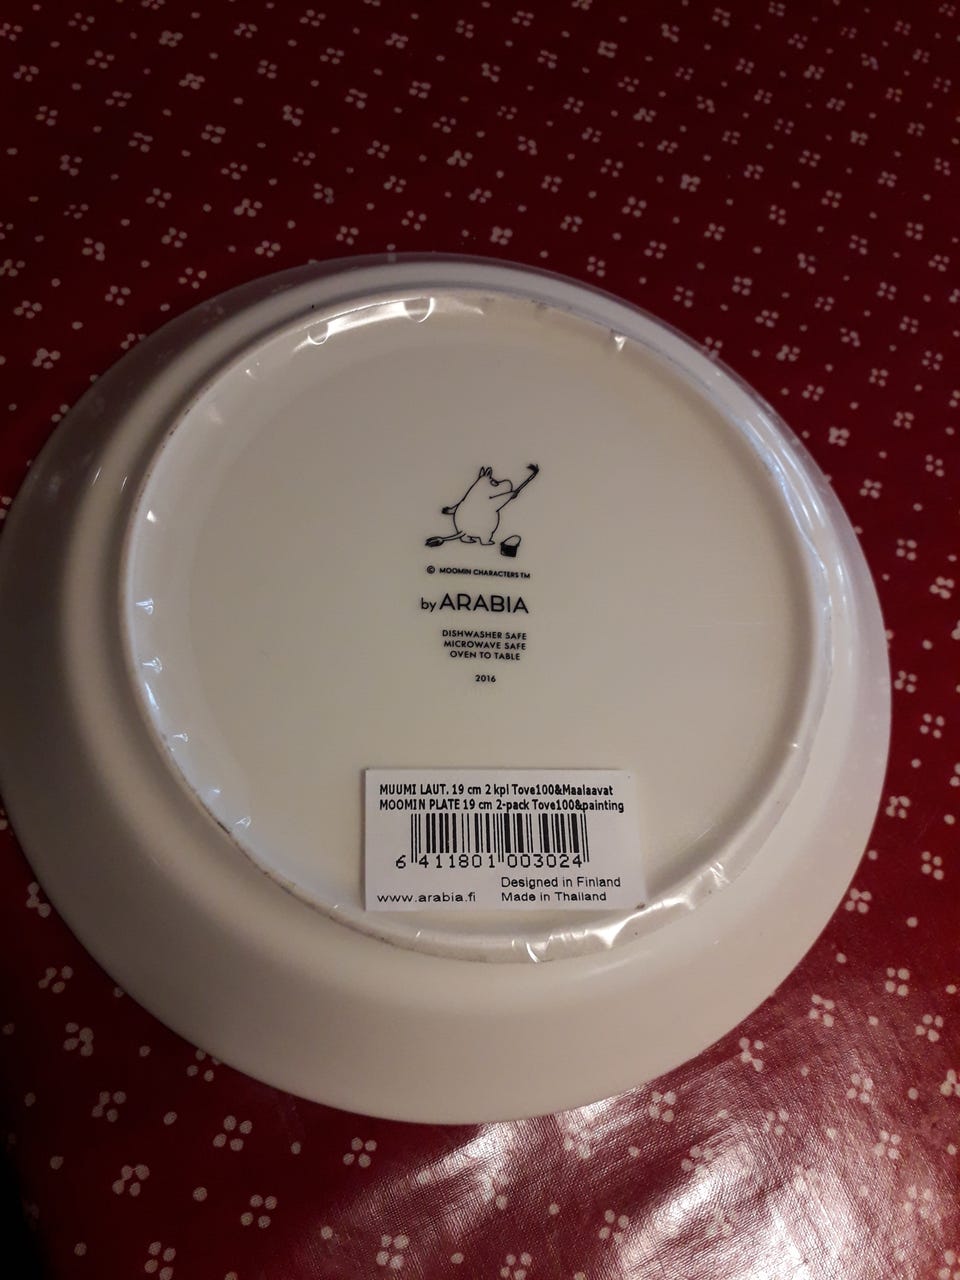 © MOOMIN CHARACTERS TM
by ARABIA
DISHWASHER SAFE
MICROWAVE SAFE
OVEN TO TABLE
2016
MUUMI LAUT. 19 cm 2 kpl Tove100&Maalaavat
MOOMIN PLATE 19 cm 2-pack Tove100&painting
6 411801 003024
Designed in Finland
www.arabia.fi Made in Thailand